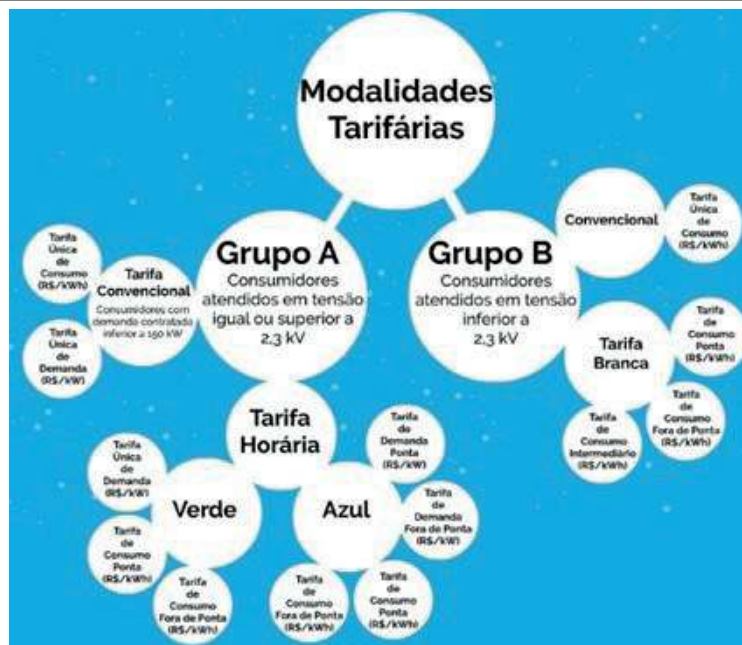 Modalidades
Tarifárias
Grupo A
Consumidores
atendidos em tensão
igual ou superior a
2,3 kV
Tarifa
Convencional
Consumidores com
demanda contratada
inferior a 150 kW
Tarifa
Única
de
Consumo
(R$/kWh)
Tarifa
Única
de
Demanda
(R$/kW)
Tarifa
Horária
Verde
Tarifa
Única
de
Demanda
(R$/kW)
Tarifa
de
Consumo
Ponta
(R$/kWh)
Tarifa
de
Consumo
Fora de Ponta
(R$/kWh)
Azul
Tarifa
de
Demanda
Ponta
(R$/kW)
Tarifa
de
Demanda
Fora de Ponta
(R$/kW)
Tarifa
de
Consumo
Fora de Ponta
(R$/kWh)
Tarifa
de
Consumo
Ponta
(R$/kWh)
Grupo B
Consumidores
atendidos em tensão
inferior a
2,3 kV
Convencional
Tarifa
Única
de
Consumo
(R$/kWh)
Tarifa
Branca
Tarifa
de
Consumo
Ponta
(R$/kWh)
Tarifa
de
Consumo
Fora de Ponta
(R$/kWh)
Tarifa
de
Consumo
Intermediário
(R$/kWh)